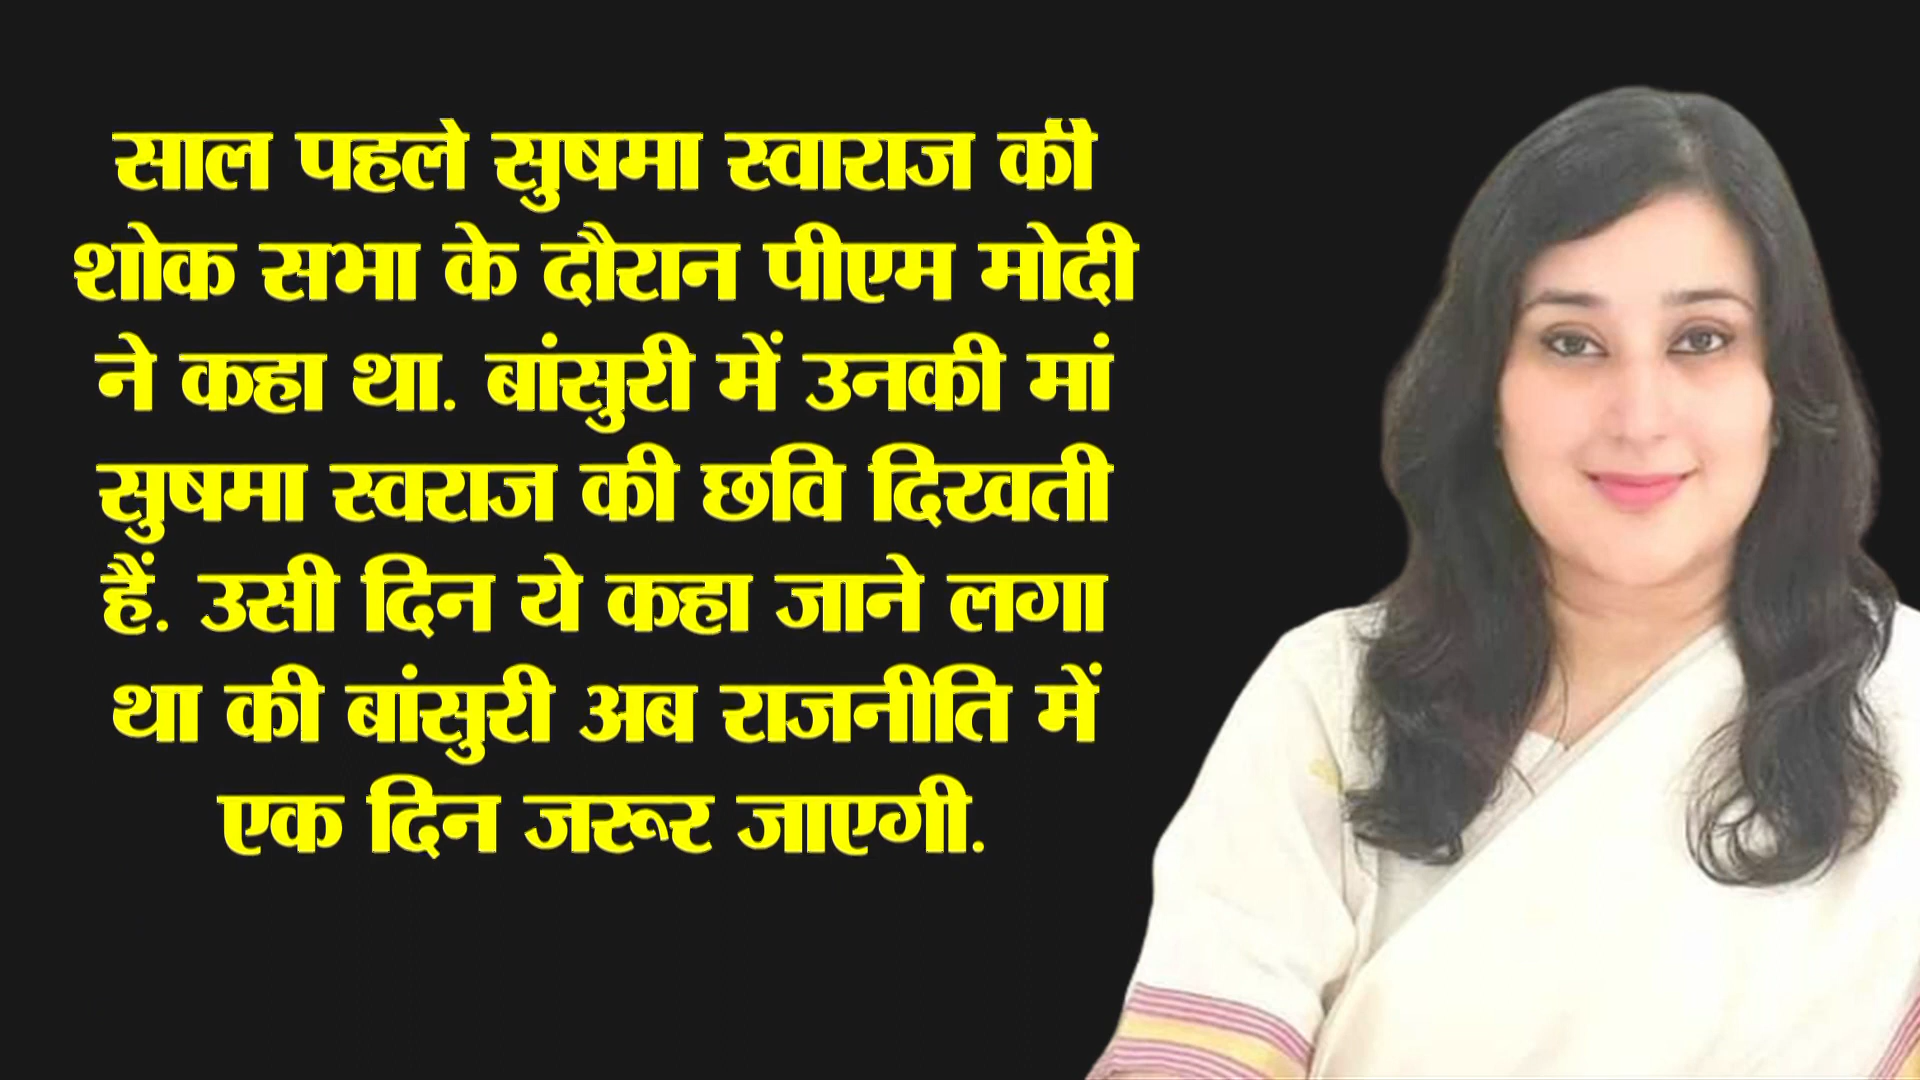 साल पहले सुषमा स्वाराज की
शोक सभा के दौरान पीएम मोदी
ने कहा था. बांसुरी में उनकी मां
सुषमा स्वराज की छवि दिखती
हैं. उसी दिन ये कहा जाने लगा
था की बांसुरी अब राजनीति में
एक दिन जरूर जाएगी.